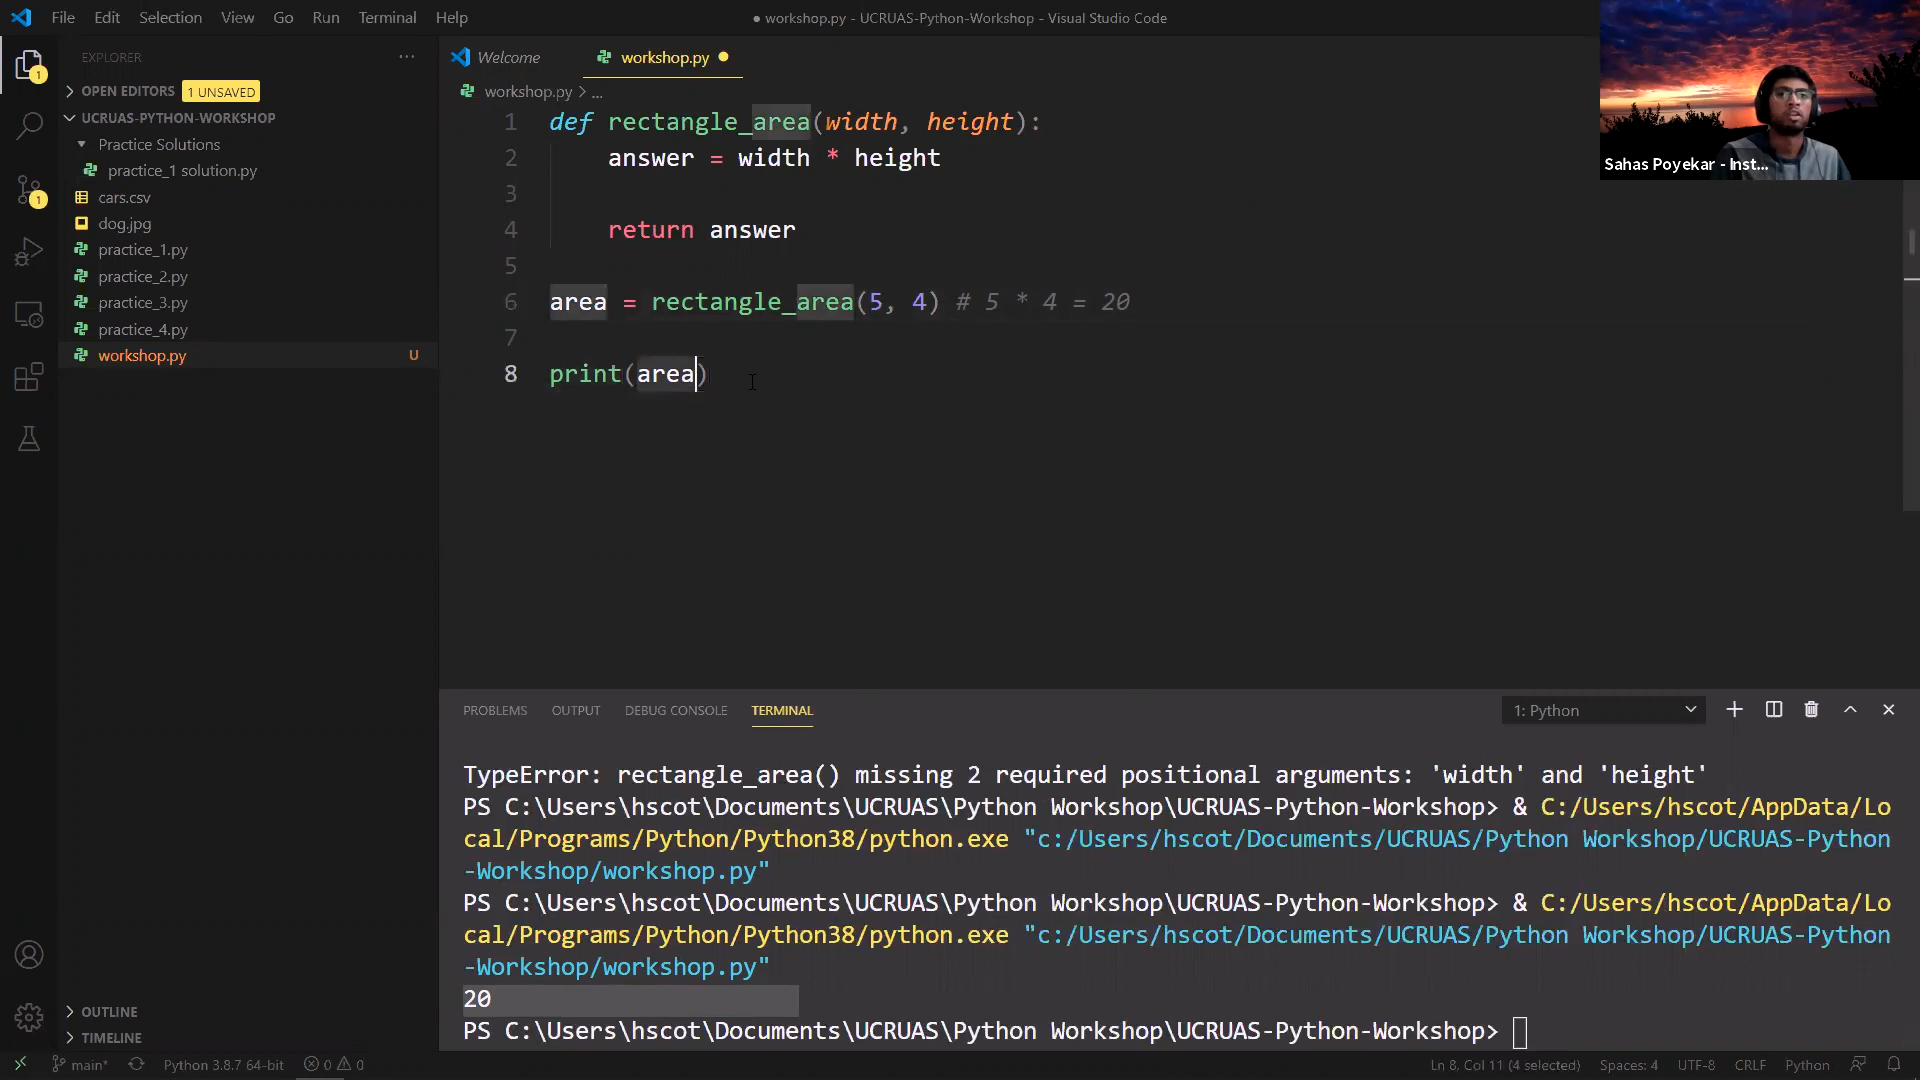 File Edit Selection View Go Run Terminal Help
● workshop.py - UCRUAS-Python-Workshop - Visual Studio Code
EXPLORER
OPEN EDITORS 1 UNSAVED
UCRUAS-PYTHON-WORKSHOP
Practice Solutions
practice_1 solution.py
cars.csv
dog.jpg
practice_1.py
practice_2.py
practice_3.py
practice_4.py
workshop.py U
OUTLINE
TIMELINE
1
1
Welcome workshop.py
workshop.py > ...
1 def rectangle_area(width, height):
2 answer = width * height
3
4 return answer
5
6 area = rectangle_area(5, 4) # 5 * 4 = 20
7
8 print(area)
Sahas Poyekar - Inst...
PROBLEMS OUTPUT DEBUG CONSOLE TERMINAL 1: Python
TypeError: rectangle_area() missing 2 required positional arguments: 'width' and 'height'
PS C:\Users\hscot\Documents\UCRUAS\Python Workshop\UCRUAS-Python-Workshop> & C:/Users/hscot/AppData/Lo
cal/Programs/Python/Python38/python.exe "c:/Users/hscot/Documents/UCRUAS/Python Workshop/UCRUAS-Python
-Workshop/workshop.py"
PS C:\Users\hscot\Documents\UCRUAS\Python Workshop\UCRUAS-Python-Workshop> & C:/Users/hscot/AppData/Lo
cal/Programs/Python/Python38/python.exe "c:/Users/hscot/Documents/UCRUAS/Python Workshop/UCRUAS-Python
-Workshop/workshop.py"
20
PS C:\Users\hscot\Documents\UCRUAS\Python Workshop\UCRUAS-Python-Workshop>
main* Python 3.8.7 64-bit 0 0 Ln 8, Col 11 (4 selected) Spaces: 4 UTF-8 CRLF Python